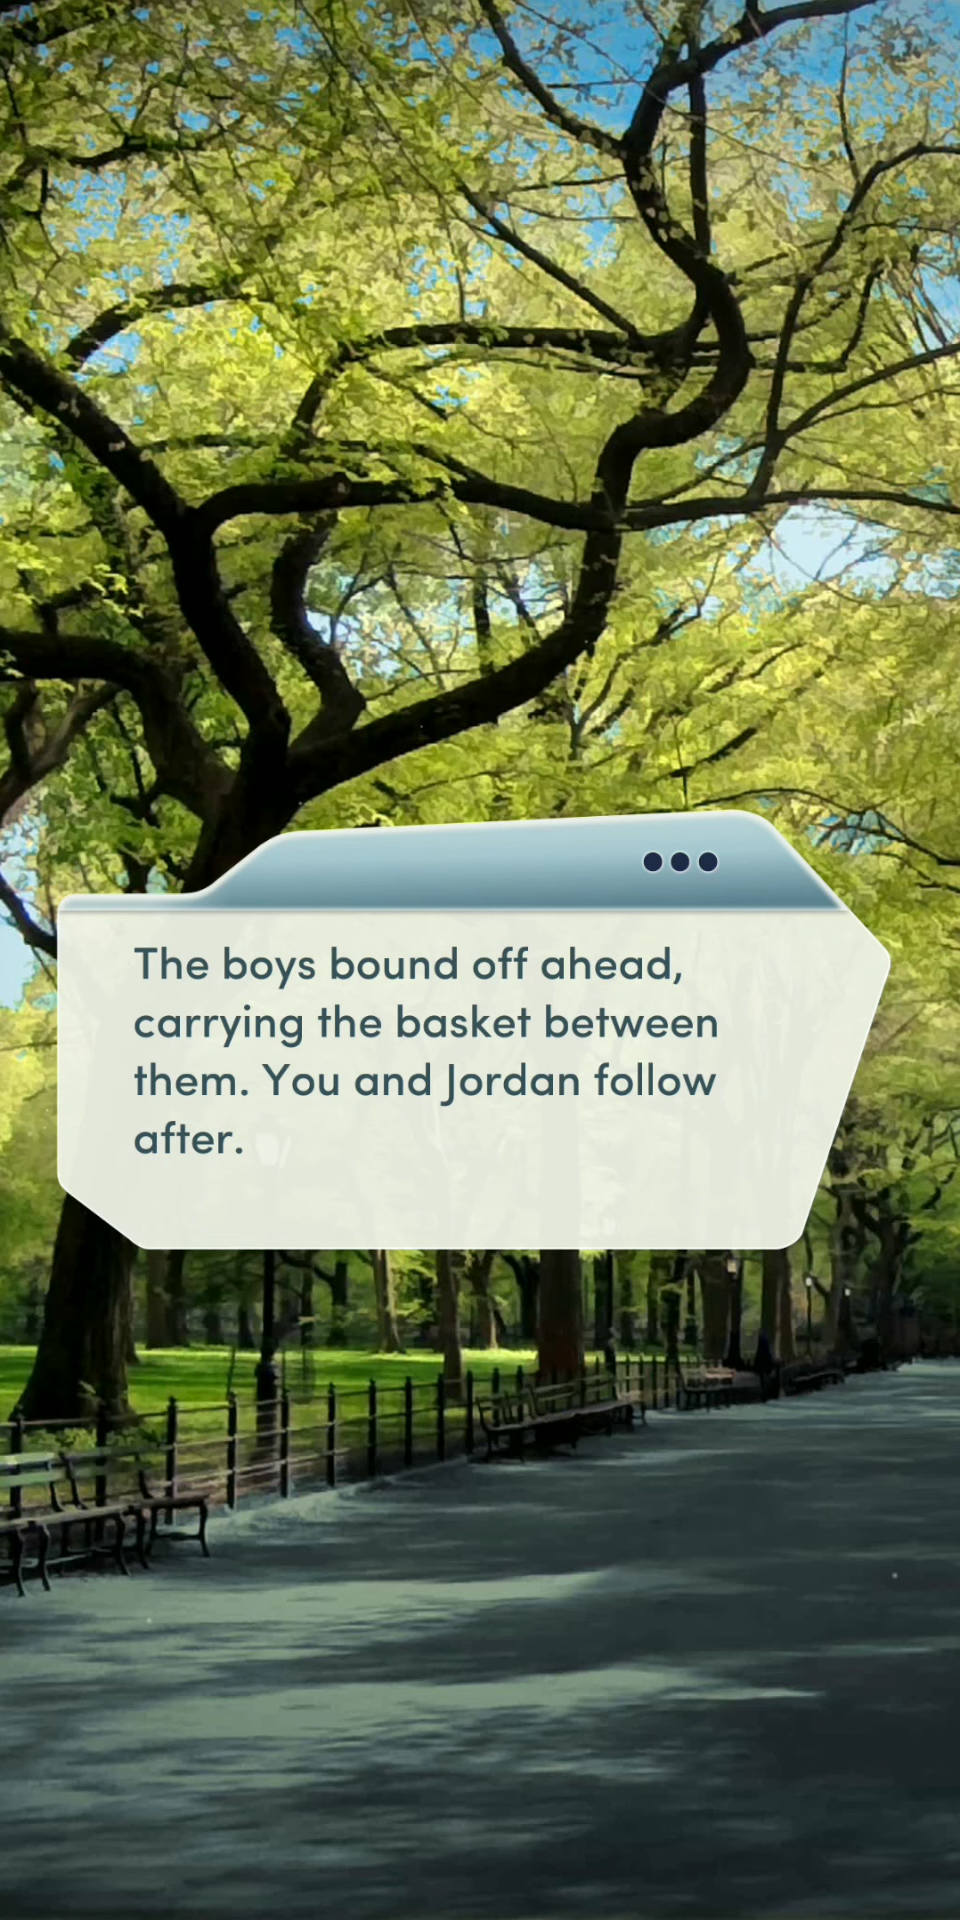 The boys bound off ahead,
carrying the basket between
them. You and Jordan follow
after.